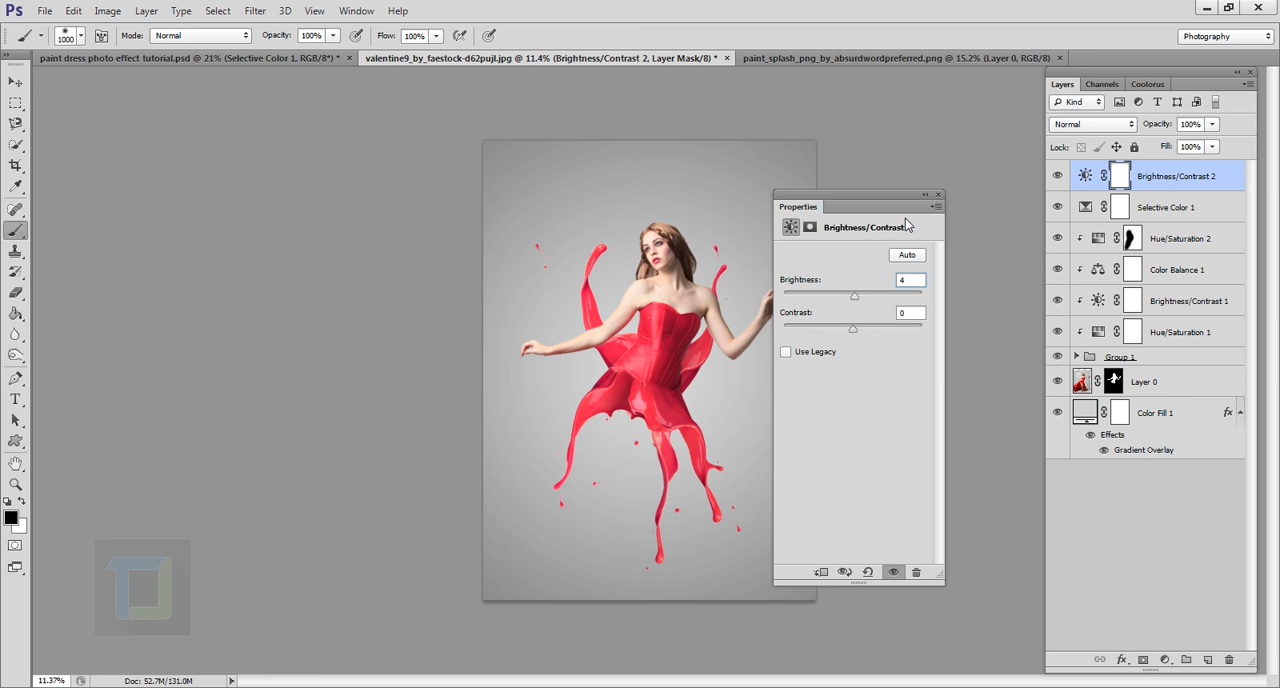 Ps File Edit Image Layer Type Select Filter 3D View Window Help
1000 Mode: Normal Opacity: 100% Flow: 100% Photography
paint dress photo effect tutorial.psd @ 21% (Selective Color 1, RGB/8*) * × valentine9_by_faestock-d62pujl.jpg @ 11.4% (Brightness/Contrast 2, Layer Mask/8) * × paint_splash_png_by_absurdwordpreferred.png @ 15.2% (Layer 0, RGB/8) ×
Layers Channels Coolorus
Kind
Normal Opacity: 100%
Lock: Fill: 100%
Brightness/Contrast 2
Selective Color 1
Hue/Saturation 2
Color Balance 1
Brightness/Contrast 1
Hue/Saturation 1
Group 1
Layer 0
Color Fill 1 fx
Effects
Gradient Overlay
Properties
Brightness/Contrast
Auto
Brightness: 4
Contrast: 0
Use Legacy
T
fx
11.37% Doc: 52.7M/131.0M